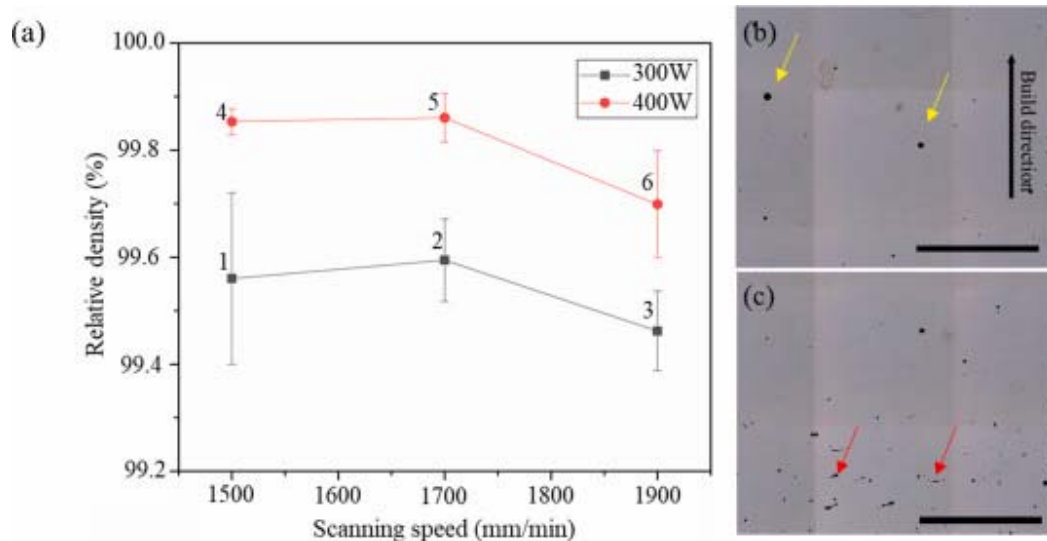 (a)
100.0
99.8
99.6
99.4
99.2
Relative density (%)
300W
400W
4
5
6
1
2
3
1500
1600
1700
1800
1900
Scanning speed (mm/min)
(b)
Build direction
(c)